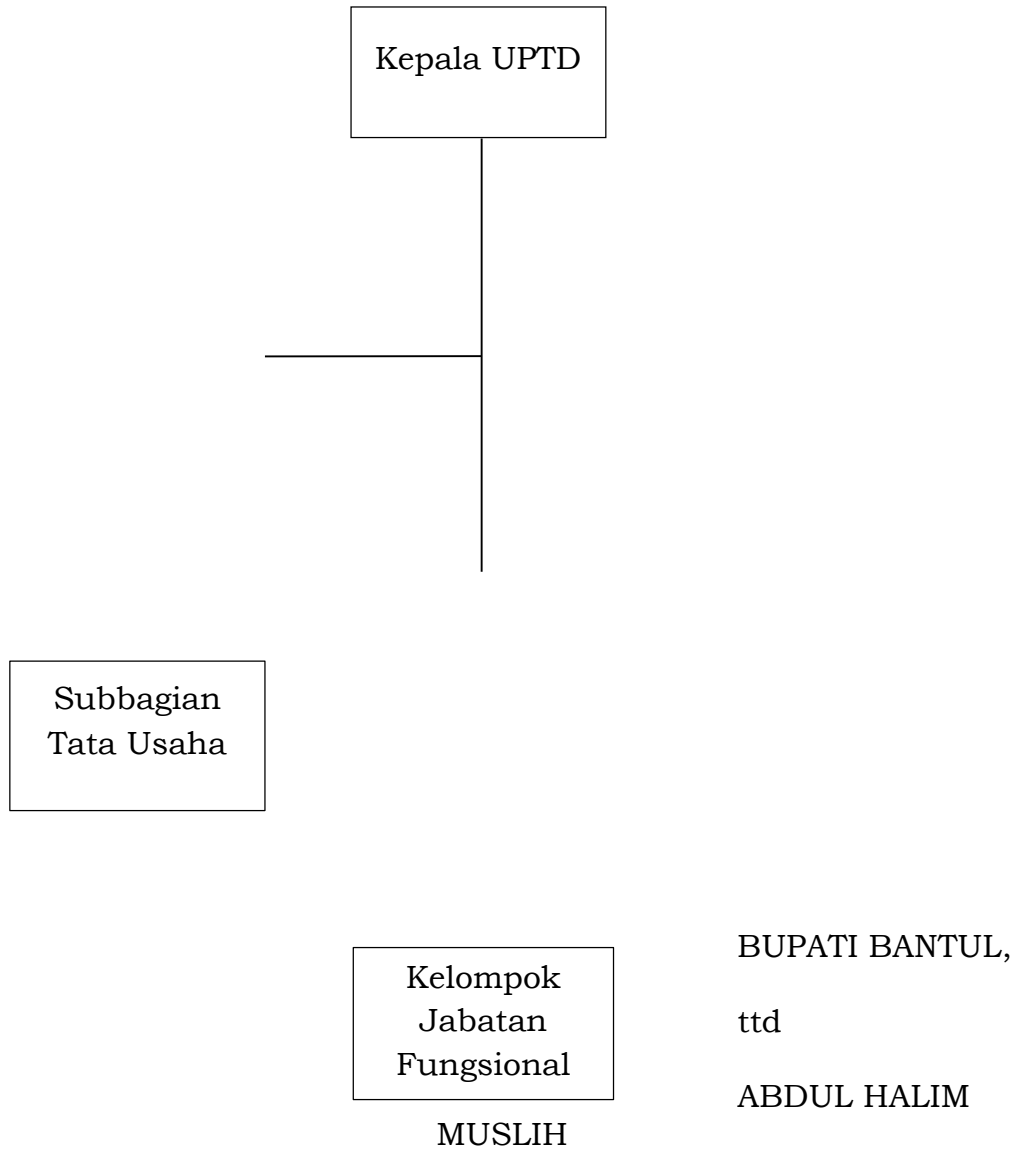 Kepala UPTD
Subbagian
Tata Usaha
Kelompok
Jabatan
Fungsional
BUPATI BANTUL,
ttd
ABDUL HALIM
MUSLIH